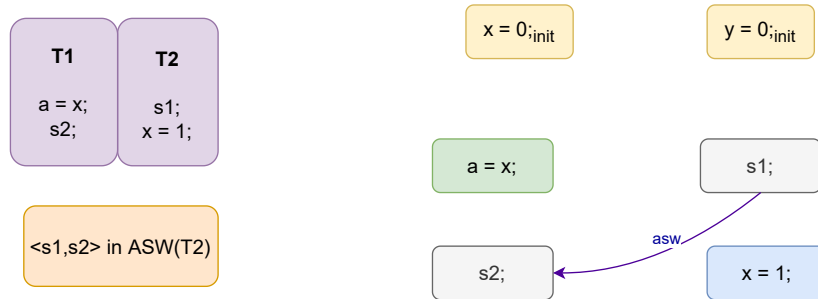 T1
a = x;
s2;
T2
s1;
x = 1;
<s1,s2> in ASW(T2)
x = 0;init
y = 0;init
a = x;
s1;
asw
s2;
x = 1;